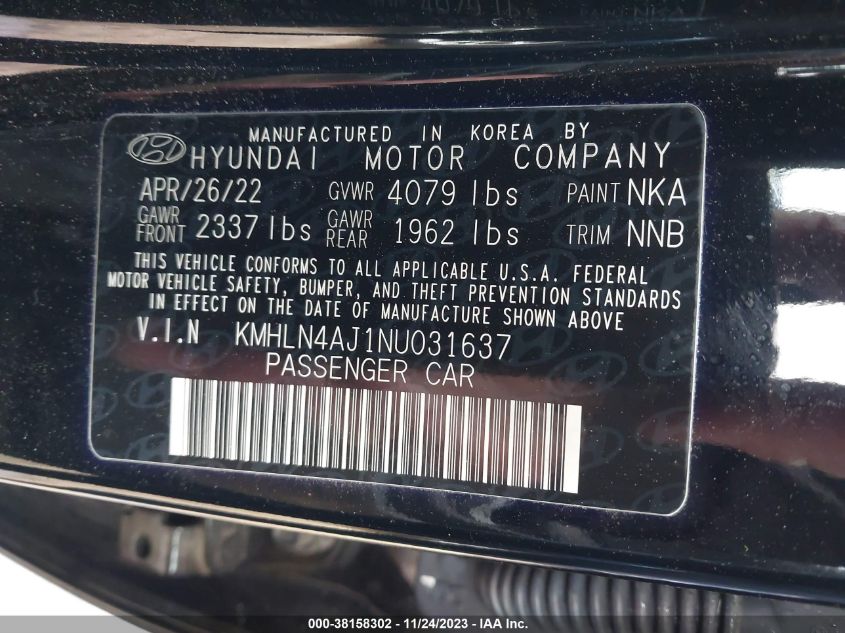 MANUFACTURED IN KOREA BY
HYUNDAI MOTOR COMPANY
APR/26/22 GVWR 4079 lbs PAINT NKA
GAWR FRONT 2337 lbs GAWR REAR 1962 lbs TRIM NNB
THIS VEHICLE CONFORMS TO ALL APPLICABLE U.S.A. FEDERAL
MOTOR VEHICLE SAFETY, BUMPER, AND THEFT PREVENTION STANDARDS
IN EFFECT ON THE DATE OF MANUFACTURE SHOWN ABOVE
V.I.N KMHLN4AJ1NU031637
PASSENGER CAR
000-38158302 - 11/24/2023 - © IAA Inc.